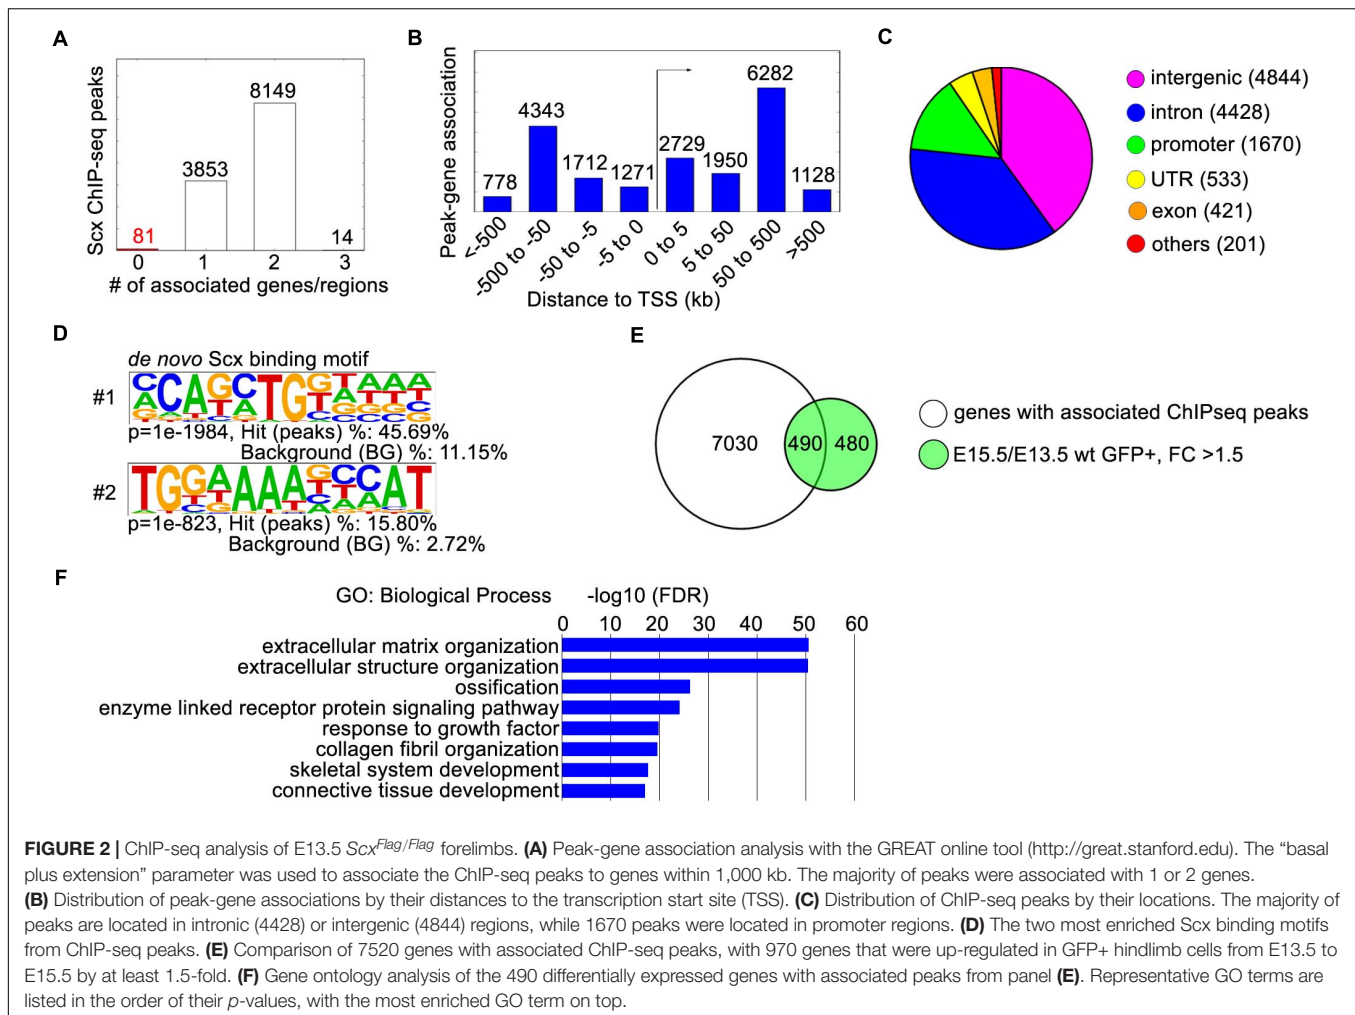 A
Scx ChIP-seq peaks
81
3853
8149
14
0 1 2 3
# of associated genes/regions
B
Peak-gene association
778
4343
1712
1271
2729
1950
6282
1128
<-500
-500 to -50
-50 to -5
-5 to 0
0 to 5
5 to 50
50 to 500
>500
Distance to TSS (kb)
C
intergenic (4844)
intron (4428)
promoter (1670)
UTR (533)
exon (421)
others (201)
D
de novo Scx binding motif
#1
p=1e-1984, Hit (peaks) %: 45.69%
Background (BG) %: 11.15%
#2
p=1e-823, Hit (peaks) %: 15.80%
Background (BG) %: 2.72%
E
7030
490
480
genes with associated ChIPseq peaks
E15.5/E13.5 wt GFP+, FC >1.5
F
GO: Biological Process -log10 (FDR)
0 10 20 30 40 50 60
extracellular matrix organization
extracellular structure organization
ossification
enzyme linked receptor protein signaling pathway
response to growth factor
collagen fibril organization
skeletal system development
connective tissue development
FIGURE 2 | ChIP-seq analysis of E13.5 Scx^Flag/Flag forelimbs. (A) Peak-gene association analysis with the GREAT online tool (http://great.stanford.edu). The “basal
plus extension” parameter was used to associate the ChIP-seq peaks to genes within 1,000 kb. The majority of peaks were associated with 1 or 2 genes.
(B) Distribution of peak-gene associations by their distances to the transcription start site (TSS). (C) Distribution of ChIP-seq peaks by their locations. The majority of
peaks are located in intronic (4428) or intergenic (4844) regions, while 1670 peaks were located in promoter regions. (D) The two most enriched Scx binding motifs
from ChIP-seq peaks. (E) Comparison of 7520 genes with associated ChIP-seq peaks, with 970 genes that were up-regulated in GFP+ hindlimb cells from E13.5 to
E15.5 by at least 1.5-fold. (F) Gene ontology analysis of the 490 differentially expressed genes with associated peaks from panel (E). Representative GO terms are
listed in the order of their p-values, with the most enriched GO term on top.